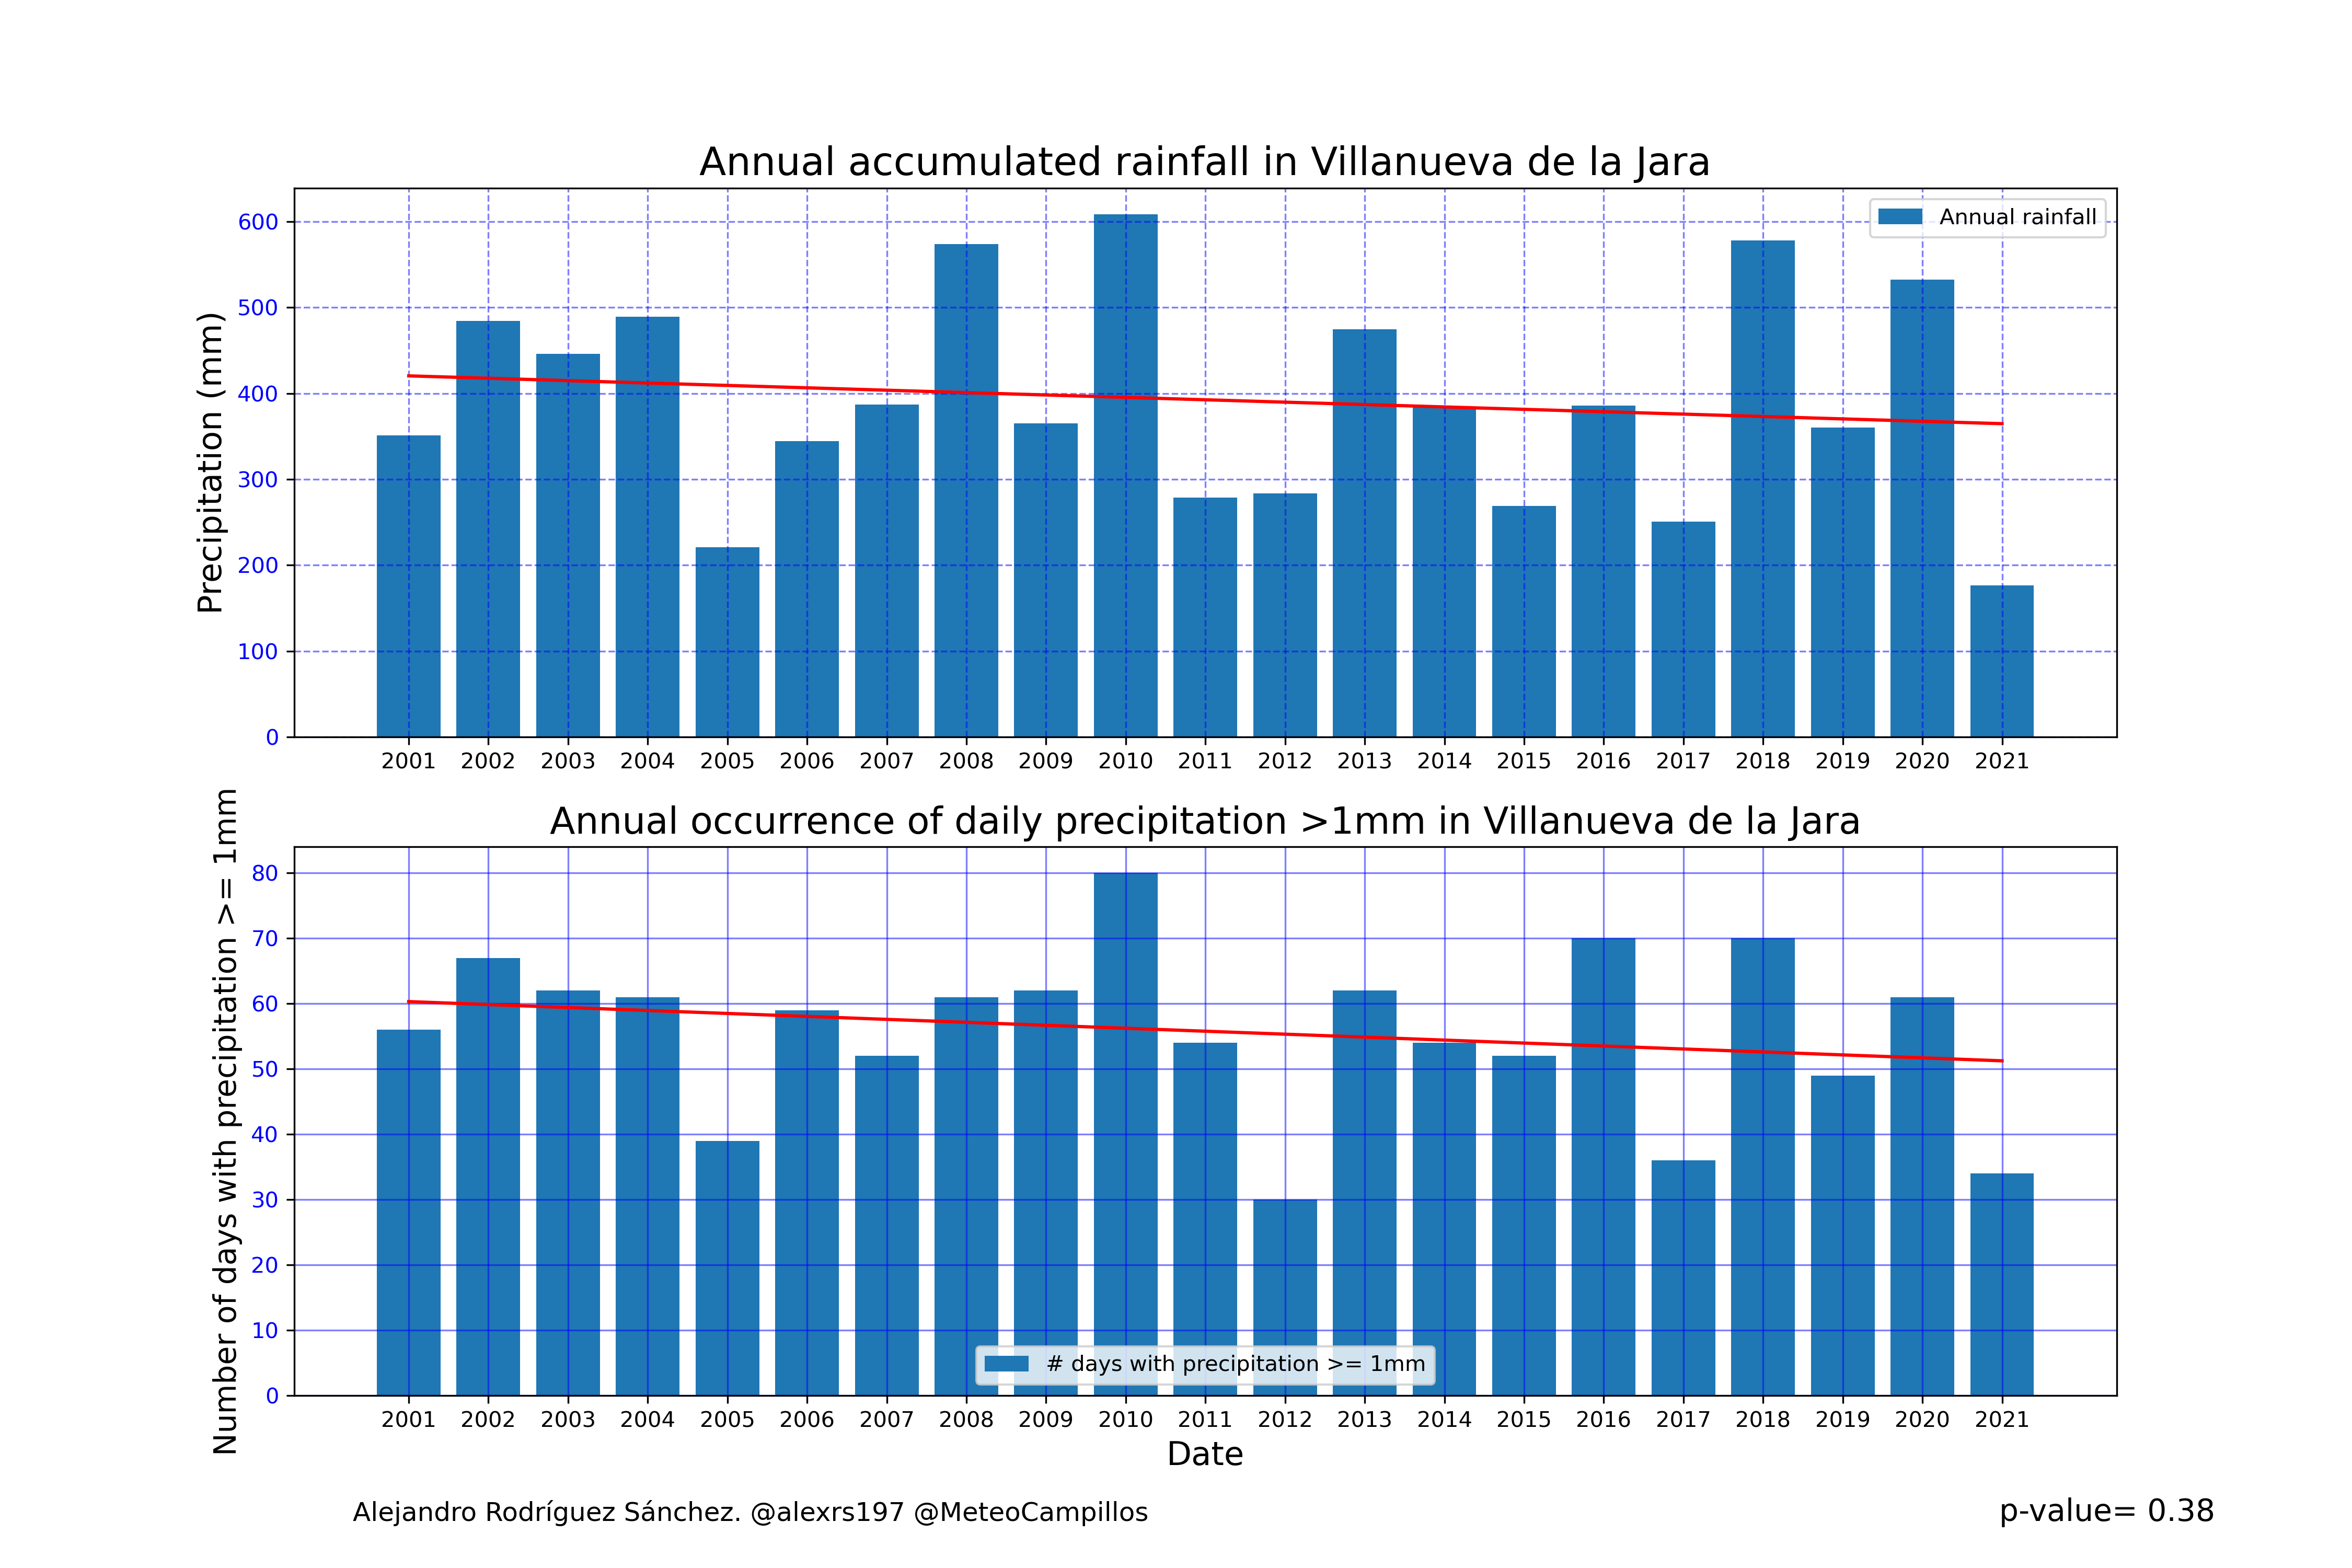 Annual accumulated rainfall in Villanueva de la Jara
Precipitation (mm)
600
500
400
300
200
100
0
Annual rainfall
2001 2002 2003 2004 2005 2006 2007 2008 2009 2010 2011 2012 2013 2014 2015 2016 2017 2018 2019 2020 2021
Annual occurrence of daily precipitation >1mm in Villanueva de la Jara
Number of days with precipitation >= 1mm
80
70
60
50
40
30
20
10
0
# days with precipitation >= 1mm
2001 2002 2003 2004 2005 2006 2007 2008 2009 2010 2011 2012 2013 2014 2015 2016 2017 2018 2019 2020 2021
Date
Alejandro Rodríguez Sánchez. @alexrs197 @MeteoCampillos
p-value= 0.38